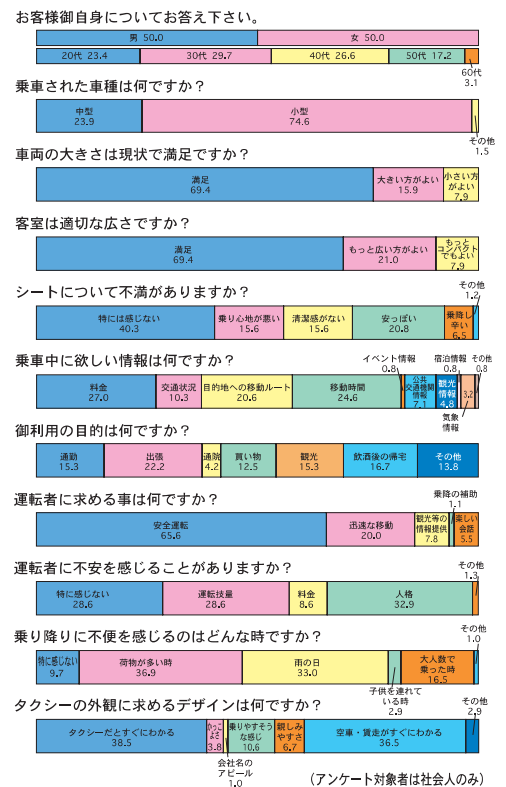 お客様御自身についてお答え下さい。
男 50.0 女 50.0
20代 23.4 30代 29.7 40代 26.6 50代 17.2
60代
3.1
乗車された車種は何ですか？
中型 小型
23.9 74.6
その他
1.5
車両の大きさは現状で満足ですか？
満足 大きい方がよい 小さい方
69.4 15.9 がよい
7.9
客室は適切な広さですか？
満足 もっと広い方がよい もっと
69.4 21.0 コンパクト
でもよい
7.9
シートについて不満がありますか？
その他
1.2
特には感じない 乗り心地が悪い 清潔感がない 安っぽい 乗降し
40.3 15.6 15.6 20.8 辛い
6.5
乗車中に欲しい情報は何ですか？
イベント情報 宿泊情報 その他
0.8 0.8 0.8
料金 交通状況 目的地への移動ルート 移動時間 公共 観光
27.0 10.3 20.6 24.6 交通機関 情報 3.2
情報 4.8
7.1
気象
情報
御利用の目的は何ですか？
通勤 出張 通院 買い物 観光 飲酒後の帰宅 その他
15.3 22.2 4.2 12.5 15.3 16.7 13.8
運転者に求める事は何ですか？
乗降の補助
1.1
安全運転 迅速な移動 観光等の 楽しい
65.6 20.0 情報提供 会話
7.8 5.5
運転者に不安を感じることがありますか？
その他
1.3
特に感じない 運転技量 料金 人格
28.6 28.6 8.6 32.9
乗り降りに不便を感じるのはどんな時ですか？
その他
1.0
特に感じない 荷物が多い時 雨の日 大人数で
9.7 36.9 33.0 乗った時
16.5
子供を連れて
いる時
2.9
タクシーの外観に求めるデザインは何ですか？
その他
2.9
タクシーだとすぐにわかる かっこ 乗りやすそう 親しみ 空車・賃走がすぐにわかる
38.5 よさ な感じ やすさ 36.5
3.8 10.6 6.7
会社名の
アピール
1.0
（アンケート対象者は社会人のみ）